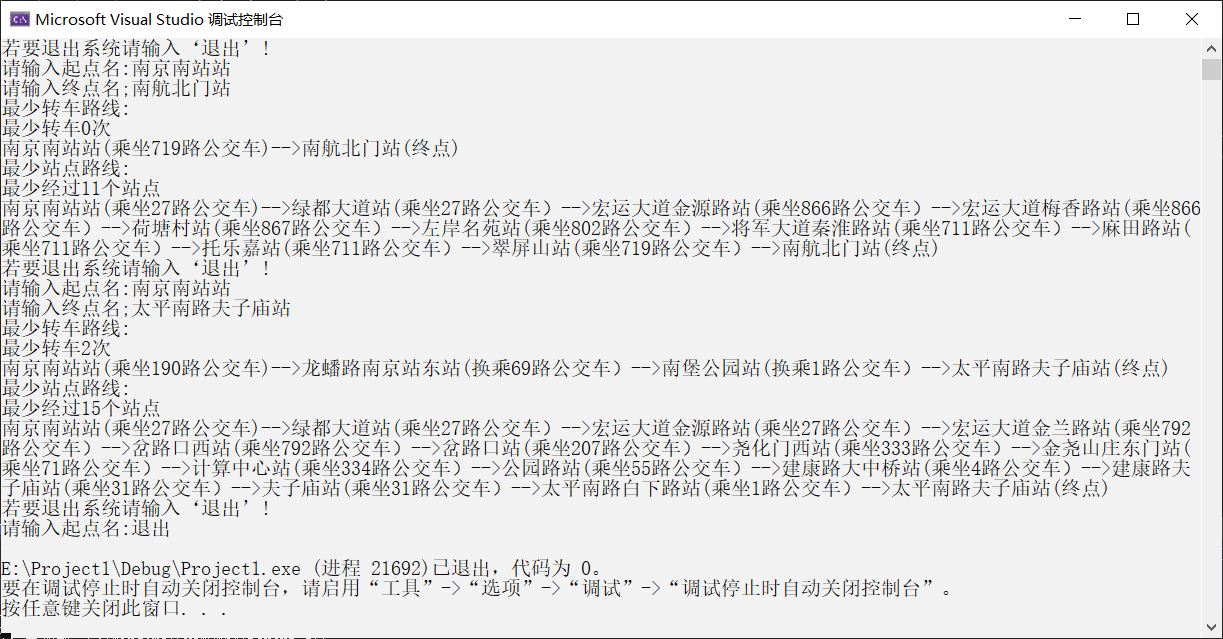 Microsoft Visual Studio 调试控制台
若要退出系统请输入‘退出’!
请输入起点名:南京南站站
请输入终点名;南航北门站
最少转车路线:
最少转车0次
南京南站站(乘坐719路公交车)-->南航北门站(终点)
最少站点路线:
最少经过11个站点
南京南站站(乘坐27路公交车)-->绿都大道站(乘坐27路公交车）-->宏运大道金源路站(乘坐866路公交车）-->宏运大道梅香路站(乘坐866
路公交车）-->荷塘村站(乘坐867路公交车）-->左岸名苑站(乘坐802路公交车）-->将军大道秦淮路站(乘坐711路公交车）-->麻田路站(
乘坐711路公交车）-->托乐嘉站(乘坐711路公交车）-->翠屏山站(乘坐719路公交车）-->南航北门站(终点)
若要退出系统请输入‘退出’!
请输入起点名:南京南站站
请输入终点名;太平南路夫子庙站
最少转车路线:
最少转车2次
南京南站站(乘坐190路公交车)-->龙蟠路南京站东站(换乘69路公交车）-->南堡公园站(换乘1路公交车）-->太平南路夫子庙站(终点)
最少站点路线:
最少经过15个站点
南京南站站(乘坐27路公交车)-->绿都大道站(乘坐27路公交车）-->宏运大道金源路站(乘坐27路公交车）-->宏运大道金兰路站(乘坐792
路公交车）-->岔路口西站(乘坐792路公交车）-->岔路口站(乘坐207路公交车）-->尧化门西站(乘坐333路公交车）-->金尧山庄东门站(
乘坐71路公交车）-->计算中心站(乘坐334路公交车）-->公园路站(乘坐55路公交车）-->建康路大中桥站(乘坐4路公交车）-->建康路夫
子庙站(乘坐31路公交车）-->夫子庙站(乘坐31路公交车）-->太平南路白下路站(乘坐1路公交车）-->太平南路夫子庙站(终点)
若要退出系统请输入‘退出’!
请输入起点名:退出
E:\Project1\Debug\Project1.exe (进程 21692)已退出，代码为 0。
要在调试停止时自动关闭控制台，请启用“工具”->“选项”->“调试”->“调试停止时自动关闭控制台”。
按任意键关闭此窗口. . .